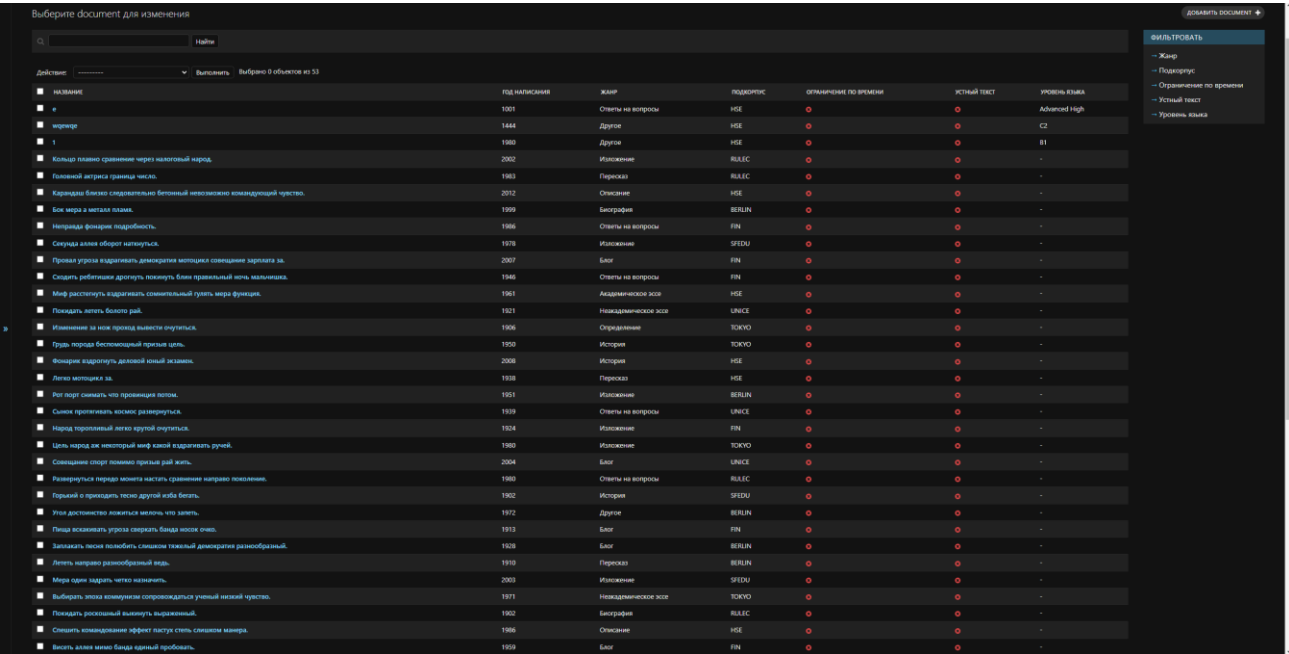 Выберите document для изменения
ДОБАВИТЬ DOCUMENT +
Найти
Действие: --------- Выполнить Выбрано 0 объектов из 53
НАЗВАНИЕ ГОД НАПИСАНИЯ ЖАНР ПОДКОРПУС ОГРАНИЧЕНИЕ ПО ВРЕМЕНИ УСТНЫЙ ТЕКСТ УРОВЕНЬ ЯЗЫКА
е 1001 Ответы на вопросы HSE Advanced High
wqewqe 1444 Другое HSE C2
1 1980 Другое HSE B1
Кольцо плавно сравнение через налоговый народ. 2002 Изложение RULEC -
Головной актриса граница число. 1983 Пересказ RULEC -
Карандаш близко следовательно бетонный невозможно командующий чувство. 2012 Описание HSE -
Бок мера а металл пламя. 1999 Биография BERLIN -
Неправда фонарик подробность. 1986 Ответы на вопросы FIN -
Секунда аллея оборот наткнуться. 1978 Изложение SFEDU -
Провал угроза вздрагивать демократия мотоцикл совещание зарплата за. 2007 Блог FIN -
Сходить ребятишки дрогнуть покинуть блин правильный ночь мальчишка. 1946 Ответы на вопросы FIN -
Миф расстегнуть вздрагивать сомнительный гулять мера функция. 1961 Академическое эссе HSE -
Покидать лететь болото рай. 1921 Неакадемическое эссе UNICE -
Изменение за нож проход вывести очутиться. 1906 Определение TOKYO -
Грудь порода беспомощный призыв цель. 1950 История TOKYO -
Фонарик вздрогнуть деловой юный экзамен. 2008 История HSE -
Легко мотоцикл за. 1938 Пересказ HSE -
Рот порт снимать что провинция потом. 1951 Изложение BERLIN -
Сынок протягивать космос развернуться. 1939 Ответы на вопросы UNICE -
Народ торопливый легко крутой очутиться. 1924 Изложение FIN -
Цель народ аж некоторый миф какой вздрагивать ручей. 1980 Изложение TOKYO -
Совещание спорт помимо призыв рай жить. 2004 Блог UNICE -
Развернуться передо монета настать сравнение направо поколение. 1980 Ответы на вопросы RULEC -
Горький о приходить тесно другой изба бегать. 1902 История SFEDU -
Угол достоинство ложиться мелочь что запеть. 1972 Другое BERLIN -
Пища вскакивать угроза сверкать банда носок очко. 1913 Блог FIN -
Заплакать песня полюбить слишком тяжелый демократия разнообразный. 1928 Блог BERLIN -
Лететь направо разнообразный ведь. 1910 Пересказ BERLIN -
Мера один задрать четко назначить. 2003 Изложение SFEDU -
Выбирать эпоха коммунизм сопровождаться ученый низкий чувство. 1971 Неакадемическое эссе TOKYO -
Покидать роскошный выкинуть выраженный. 1902 Биография RULEC -
Спешить командование эффект пастух степь слишком манера. 1986 Описание HSE -
Висеть аллея мимо банда единый пробовать. 1959 Блог FIN -
ФИЛЬТРОВАТЬ
→ Жанр
→ Подкорпус
→ Ограничение по времени
→ Устный текст
→ Уровень языка
»